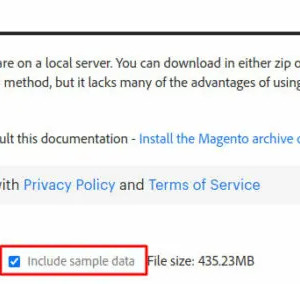 are on a local server. You can download in either zip o
method, but it lacks many of the advantages of using
ult this documentation - Install the Magento archive
with Privacy Policy and Terms of Service
Include sample data File size: 435.23MB